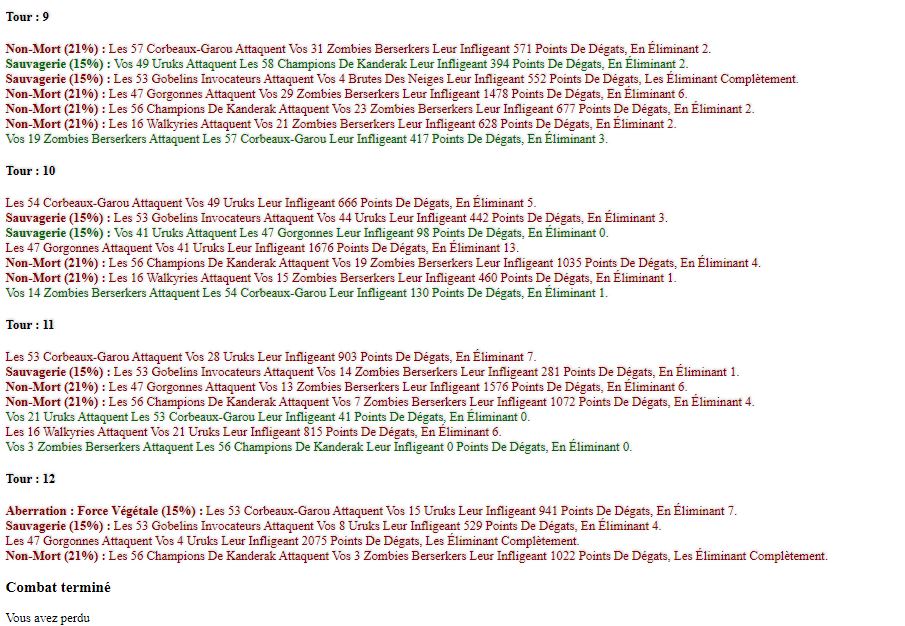 Tour : 9
Non-Mort (21%) : Les 57 Corbeaux-Garou Attaquent Vos 31 Zombies Berserkers Leur Infligeant 571 Points De Dégats, En Éliminant 2.
Sauvagerie (15%) : Vos 49 Uruks Attaquent Les 58 Champions De Kanderak Leur Infligeant 394 Points De Dégats, En Éliminant 2.
Sauvagerie (15%) : Les 53 Gobelins Invocateurs Attaquent Vos 4 Brutes Des Neiges Leur Infligeant 552 Points De Dégats, Les Éliminant Complètement.
Non-Mort (21%) : Les 47 Gorgonnes Attaquent Vos 29 Zombies Berserkers Leur Infligeant 1478 Points De Dégats, En Éliminant 6.
Non-Mort (21%) : Les 56 Champions De Kanderak Attaquent Vos 23 Zombies Berserkers Leur Infligeant 677 Points De Dégats, En Éliminant 2.
Non-Mort (21%) : Les 16 Walkyries Attaquent Vos 21 Zombies Berserkers Leur Infligeant 628 Points De Dégats, En Éliminant 2.
Vos 19 Zombies Berserkers Attaquent Les 57 Corbeaux-Garou Leur Infligeant 417 Points De Dégats, En Éliminant 3.
Tour : 10
Les 54 Corbeaux-Garou Attaquent Vos 49 Uruks Leur Infligeant 666 Points De Dégats, En Éliminant 5.
Sauvagerie (15%) : Les 53 Gobelins Invocateurs Attaquent Vos 44 Uruks Leur Infligeant 442 Points De Dégats, En Éliminant 3.
Sauvagerie (15%) : Vos 41 Uruks Attaquent Les 47 Gorgonnes Leur Infligeant 98 Points De Dégats, En Éliminant 0.
Les 47 Gorgonnes Attaquent Vos 41 Uruks Leur Infligeant 1676 Points De Dégats, En Éliminant 13.
Non-Mort (21%) : Les 56 Champions De Kanderak Attaquent Vos 19 Zombies Berserkers Leur Infligeant 1035 Points De Dégats, En Éliminant 4.
Non-Mort (21%) : Les 16 Walkyries Attaquent Vos 15 Zombies Berserkers Leur Infligeant 460 Points De Dégats, En Éliminant 1.
Vos 14 Zombies Berserkers Attaquent Les 54 Corbeaux-Garou Leur Infligeant 130 Points De Dégats, En Éliminant 1.
Tour : 11
Les 53 Corbeaux-Garou Attaquent Vos 28 Uruks Leur Infligeant 903 Points De Dégats, En Éliminant 7.
Sauvagerie (15%) : Les 53 Gobelins Invocateurs Attaquent Vos 14 Zombies Berserkers Leur Infligeant 281 Points De Dégats, En Éliminant 1.
Non-Mort (21%) : Les 47 Gorgonnes Attaquent Vos 13 Zombies Berserkers Leur Infligeant 1576 Points De Dégats, En Éliminant 6.
Non-Mort (21%) : Les 56 Champions De Kanderak Attaquent Vos 7 Zombies Berserkers Leur Infligeant 1072 Points De Dégats, En Éliminant 4.
Vos 21 Uruks Attaquent Les 53 Corbeaux-Garou Leur Infligeant 41 Points De Dégats, En Éliminant 0.
Les 16 Walkyries Attaquent Vos 21 Uruks Leur Infligeant 815 Points De Dégats, En Éliminant 6.
Vos 3 Zombies Berserkers Attaquent Les 56 Champions De Kanderak Leur Infligeant 0 Points De Dégats, En Éliminant 0.
Tour : 12
Aberration : Force Végétale (15%) : Les 53 Corbeaux-Garou Attaquent Vos 15 Uruks Leur Infligeant 941 Points De Dégats, En Éliminant 7.
Sauvagerie (15%) : Les 53 Gobelins Invocateurs Attaquent Vos 8 Uruks Leur Infligeant 529 Points De Dégats, En Éliminant 4.
Les 47 Gorgonnes Attaquent Vos 4 Uruks Leur Infligeant 2075 Points De Dégats, Les Éliminant Complètement.
Non-Mort (21%) : Les 56 Champions De Kanderak Attaquent Vos 3 Zombies Berserkers Leur Infligeant 1022 Points De Dégats, Les Éliminant Complètement.
Combat terminé
Vous avez perdu